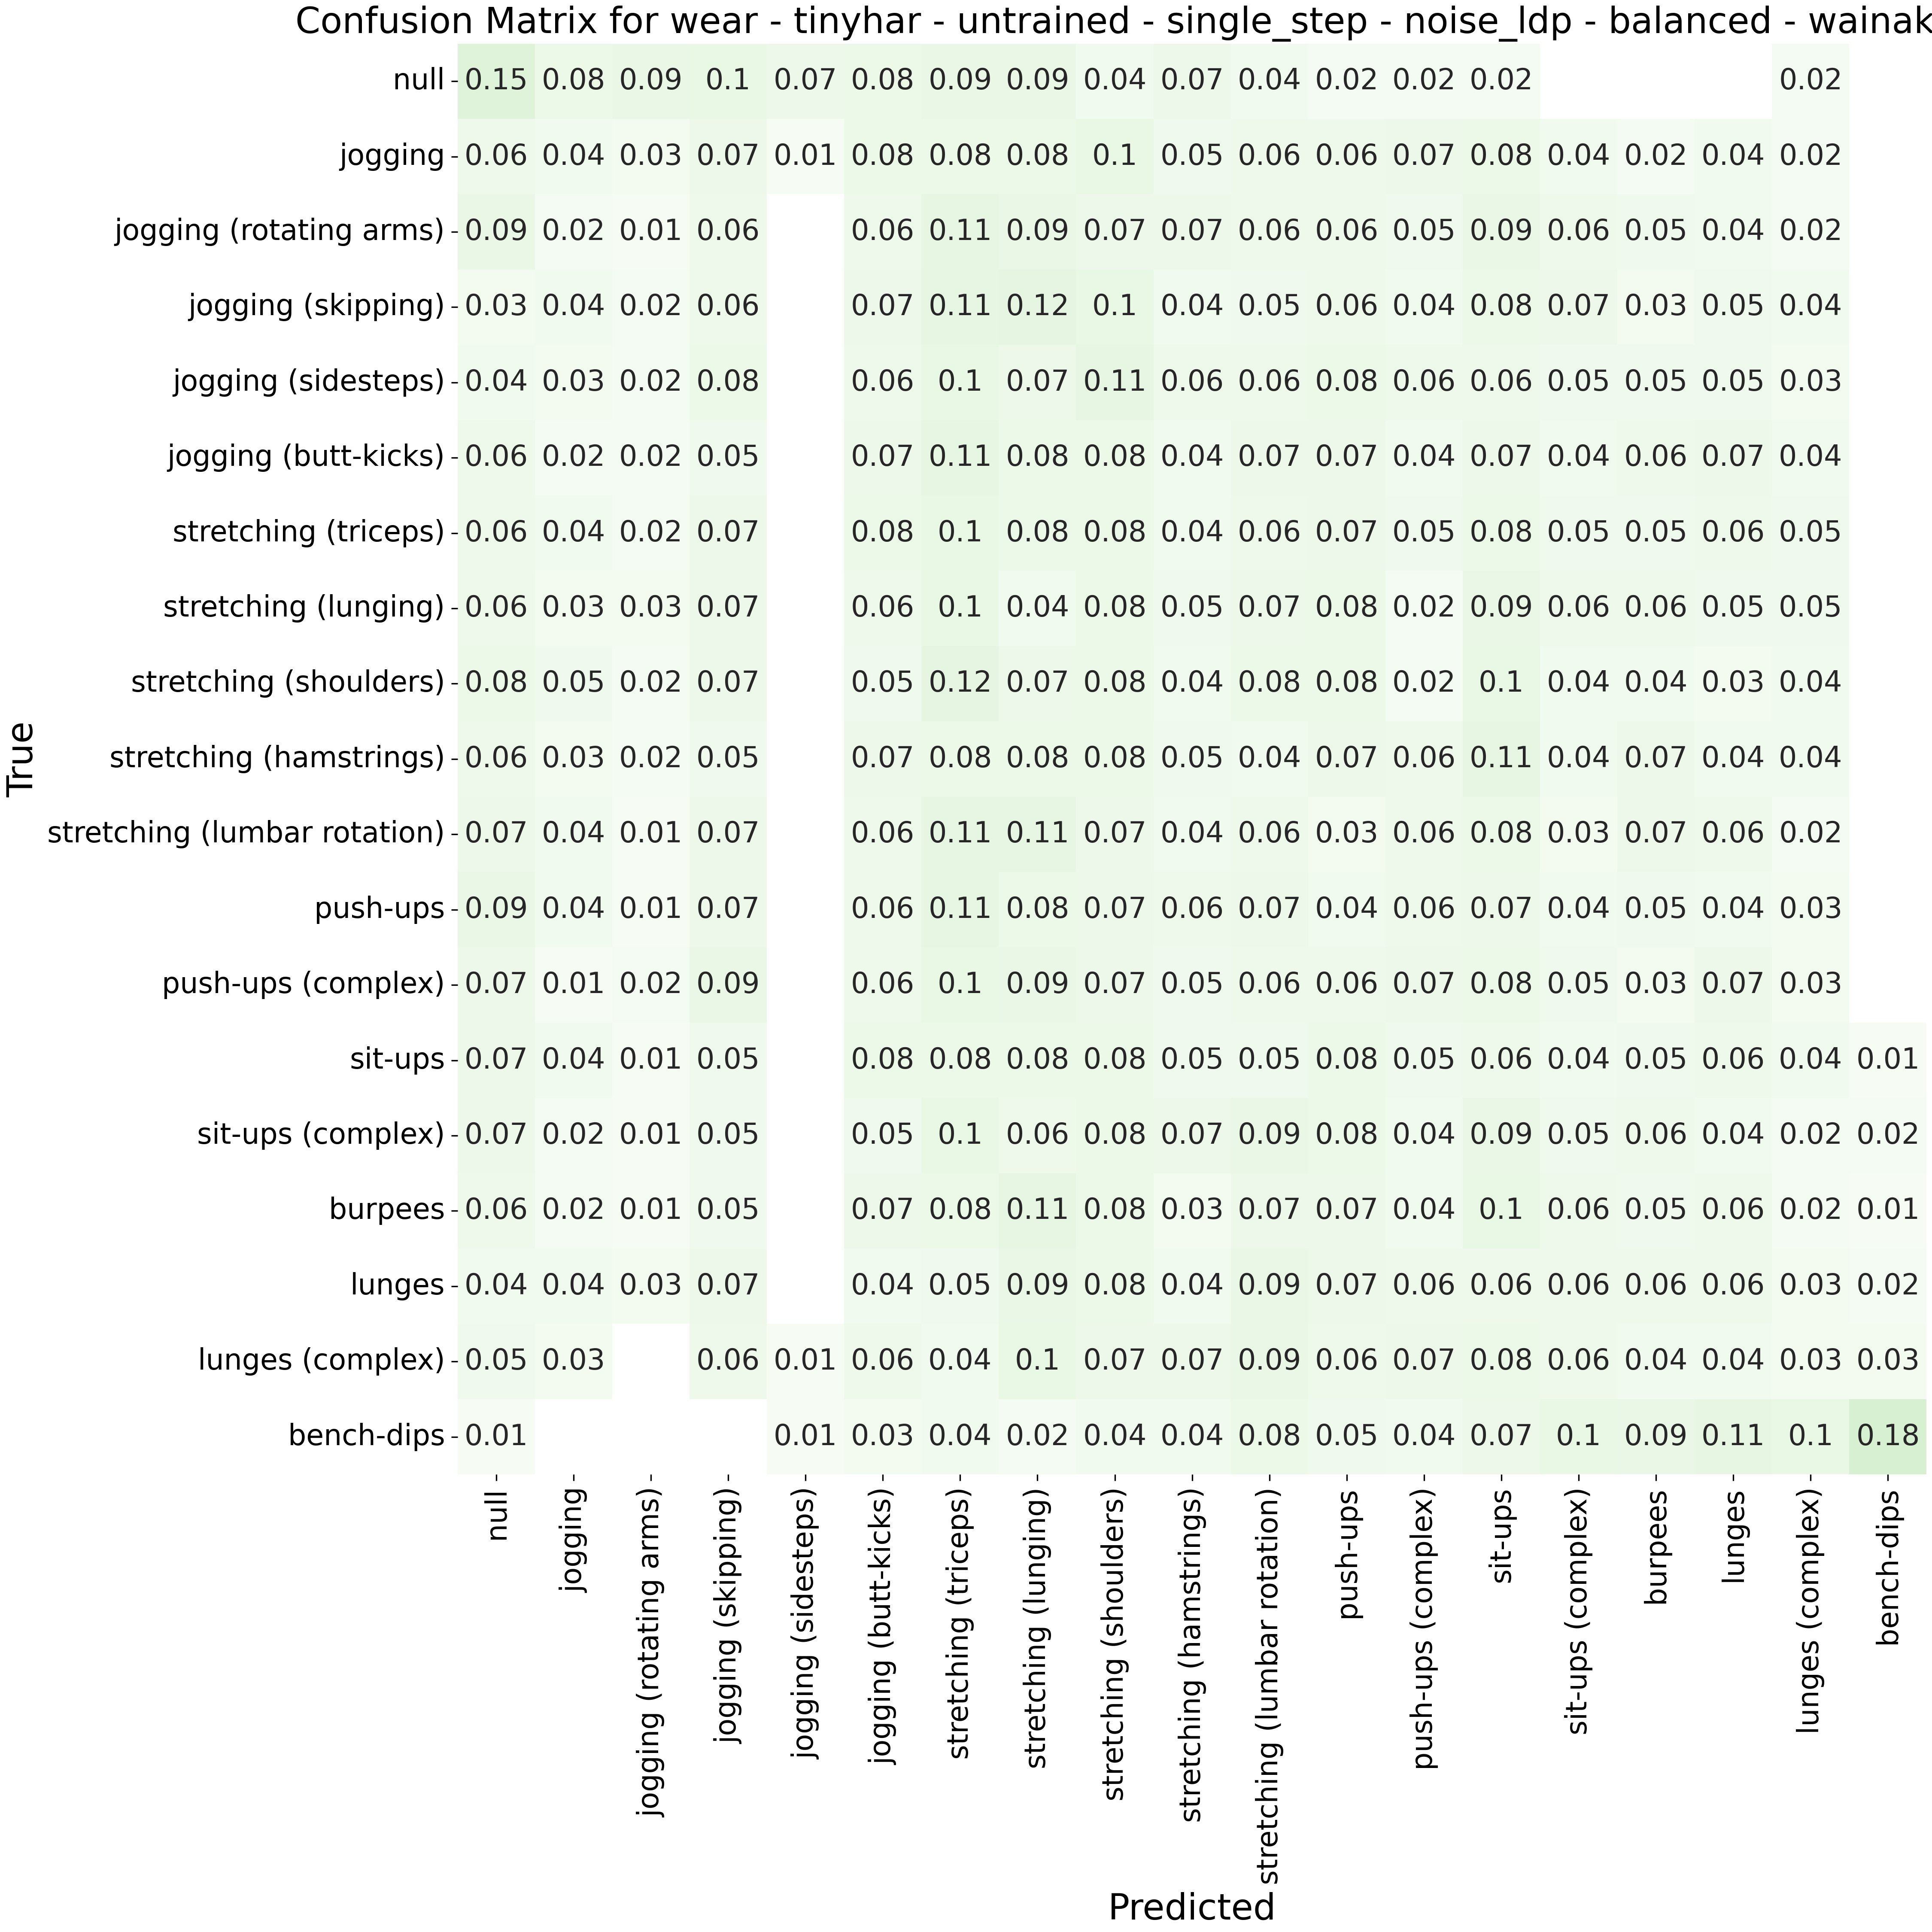 Confusion Matrix for wear - tinyhar - untrained - single_step - noise_ldp - balanced - wainak
null 0.15 0.08 0.09 0.1 0.07 0.08 0.09 0.09 0.04 0.07 0.04 0.02 0.02 0.02 0.02
jogging 0.06 0.04 0.03 0.07 0.01 0.08 0.08 0.08 0.1 0.05 0.06 0.06 0.07 0.08 0.04 0.02 0.04 0.02
jogging (rotating arms) 0.09 0.02 0.01 0.06 0.06 0.11 0.09 0.07 0.07 0.06 0.06 0.05 0.09 0.06 0.05 0.04 0.02
jogging (skipping) 0.03 0.04 0.02 0.06 0.07 0.11 0.12 0.1 0.04 0.05 0.06 0.04 0.08 0.07 0.03 0.05 0.04
jogging (sidesteps) 0.04 0.03 0.02 0.08 0.06 0.1 0.07 0.11 0.06 0.06 0.08 0.06 0.06 0.05 0.05 0.05 0.03
jogging (butt-kicks) 0.06 0.02 0.02 0.05 0.07 0.11 0.08 0.08 0.04 0.07 0.07 0.04 0.07 0.04 0.06 0.07 0.04
stretching (triceps) 0.06 0.04 0.02 0.07 0.08 0.1 0.08 0.08 0.04 0.06 0.07 0.05 0.08 0.05 0.05 0.06 0.05
stretching (lunging) 0.06 0.03 0.03 0.07 0.06 0.1 0.04 0.08 0.05 0.07 0.08 0.02 0.09 0.06 0.06 0.05 0.05
stretching (shoulders) 0.08 0.05 0.02 0.07 0.05 0.12 0.07 0.08 0.04 0.08 0.08 0.02 0.1 0.04 0.04 0.03 0.04
stretching (hamstrings) 0.06 0.03 0.02 0.05 0.07 0.08 0.08 0.08 0.05 0.04 0.07 0.06 0.11 0.04 0.07 0.04 0.04
stretching (lumbar rotation) 0.07 0.04 0.01 0.07 0.06 0.11 0.11 0.07 0.04 0.06 0.03 0.06 0.08 0.03 0.07 0.06 0.02
push-ups 0.09 0.04 0.01 0.07 0.06 0.11 0.08 0.07 0.06 0.07 0.04 0.06 0.07 0.04 0.05 0.04 0.03
push-ups (complex) 0.07 0.01 0.02 0.09 0.06 0.1 0.09 0.07 0.05 0.06 0.06 0.07 0.08 0.05 0.03 0.07 0.03
sit-ups 0.07 0.04 0.01 0.05 0.08 0.08 0.08 0.08 0.05 0.05 0.08 0.05 0.06 0.04 0.05 0.06 0.04 0.01
sit-ups (complex) 0.07 0.02 0.01 0.05 0.05 0.1 0.06 0.08 0.07 0.09 0.08 0.04 0.09 0.05 0.06 0.04 0.02 0.02
burpees 0.06 0.02 0.01 0.05 0.07 0.08 0.11 0.08 0.03 0.07 0.07 0.04 0.1 0.06 0.05 0.06 0.02 0.01
lunges 0.04 0.04 0.03 0.07 0.04 0.05 0.09 0.08 0.04 0.09 0.07 0.06 0.06 0.06 0.06 0.06 0.03 0.02
lunges (complex) 0.05 0.03 0.06 0.01 0.06 0.04 0.1 0.07 0.07 0.09 0.06 0.07 0.08 0.06 0.04 0.04 0.03 0.03
bench-dips 0.01 0.01 0.03 0.04 0.02 0.04 0.04 0.08 0.05 0.04 0.07 0.1 0.09 0.11 0.1 0.18
True
null
jogging
jogging (rotating arms)
jogging (skipping)
jogging (sidesteps)
jogging (butt-kicks)
stretching (triceps)
stretching (lunging)
stretching (shoulders)
stretching (hamstrings)
stretching (lumbar rotation)
push-ups
push-ups (complex)
sit-ups
sit-ups (complex)
burpees
lunges
lunges (complex)
bench-dips
Predicted